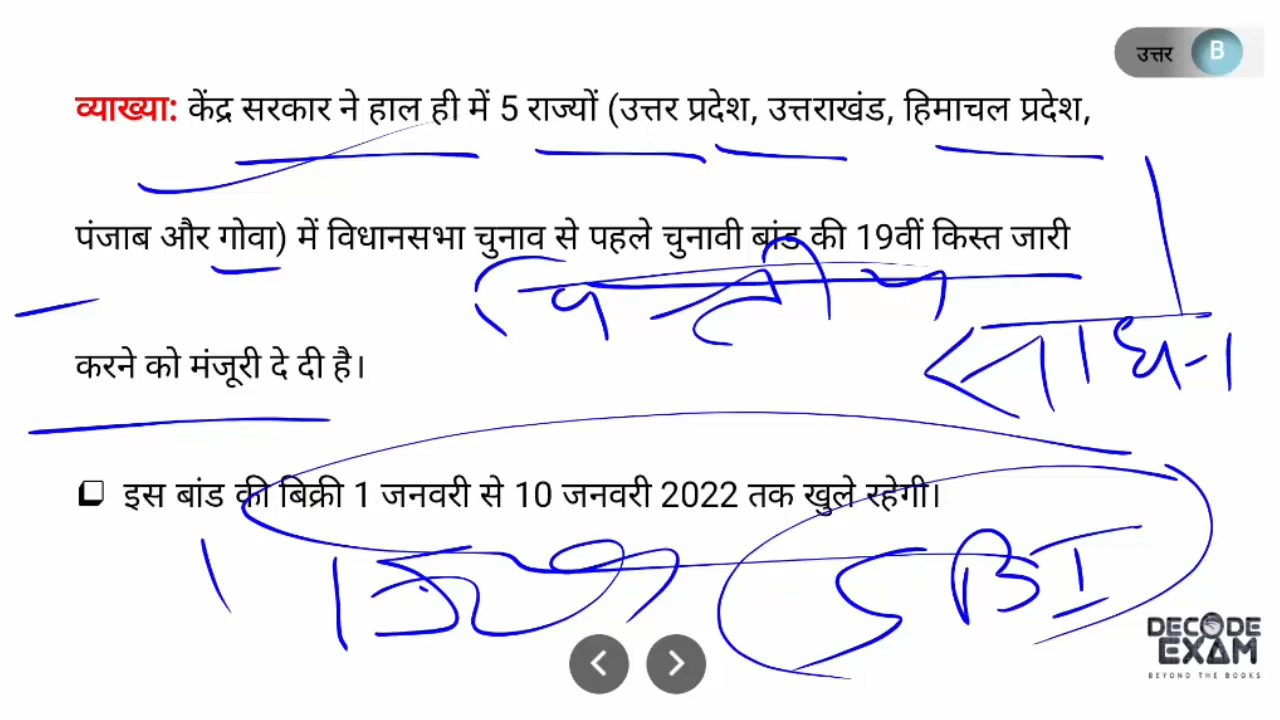 उत्तर B
व्याख्या: केंद्र सरकार ने हाल ही में 5 राज्यों (उत्तर प्रदेश, उत्तराखंड, हिमाचल प्रदेश,
पंजाब और गोवा) में विधानसभा चुनाव से पहले चुनावी बांड की 19वीं किस्त जारी
वित्तीय
साधन
करने को मंजूरी दे दी है।
❑ इस बांड की बिक्री 1 जनवरी से 10 जनवरी 2022 तक खुले रहेगी।
SBI
DECODE
EXAM
BEYOND THE BOOKS